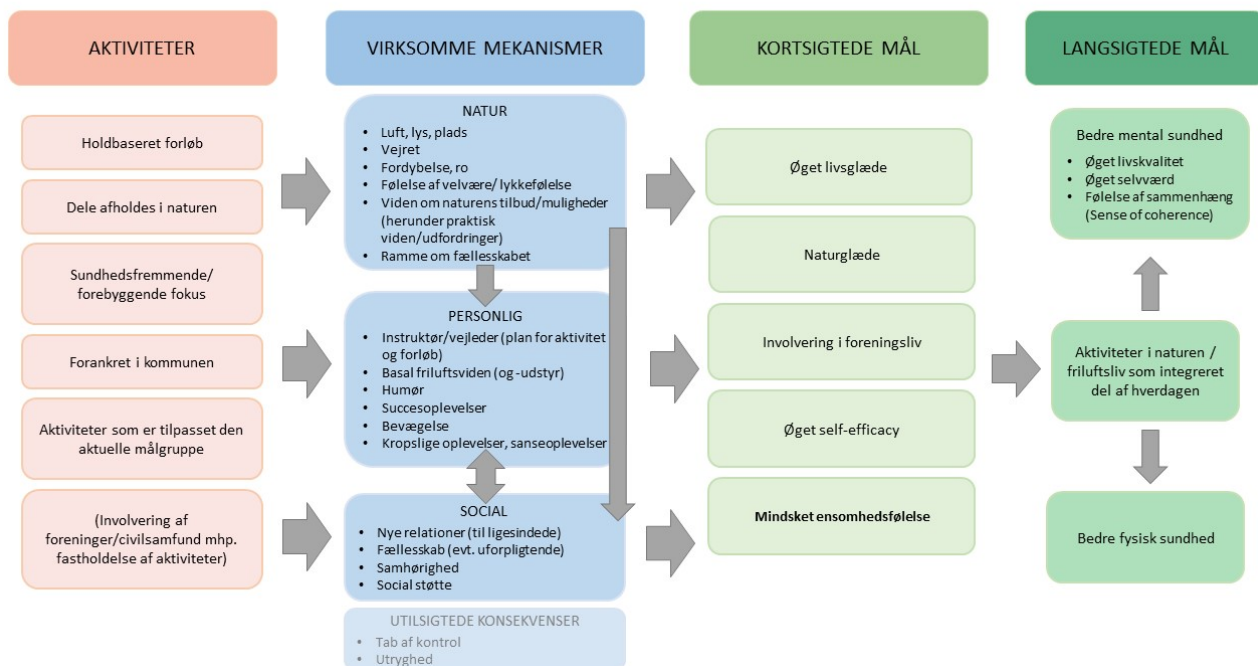 AKTIVITETER
Holdbaseret forløb
Dele afholdes i naturen
Sundhedsfremmende/
forebyggende fokus
Forankret i kommunen
Aktiviteter som er tilpasset den
aktuelle målgruppe
(Involvering af
foreninger/civilsamfund mhp.
fastholdelse af aktiviteter)
VIRKSOMME MEKANISMER
NATUR
• Luft, lys, plads
• Vejret
• Fordybelse, ro
• Følelse af velvære/ lykkefølelse
• Viden om naturens tilbud/muligheder
(herunder praktisk
viden/udfordringer)
• Ramme om fællesskabet
PERSONLIG
• Instruktør/vejleder (plan for aktivitet
og forløb)
• Basal friluftsviden (og -udstyr)
• Humør
• Succesoplevelser
• Bevægelse
• Kropslige oplevelser, sanseoplevelser
SOCIAL
• Nye relationer (til ligesindede)
• Fællesskab (evt. uforpligtende)
• Samhørighed
• Social støtte
UTILSIGTEDE KONSEKVENSER
• Tab af kontrol
• Utryghed
KORTSIGTEDE MÅL
Øget livsglæde
Naturglæde
Involvering i foreningsliv
Øget self-efficacy
Mindsket ensomhedsfølelse
LANGSIGTEDE MÅL
Bedre mental sundhed
• Øget livskvalitet
• Øget selvværd
• Følelse af sammenhæng
(Sense of coherence)
Aktiviteter i naturen /
friluftsliv som integreret
del af hverdagen
Bedre fysisk sundhed